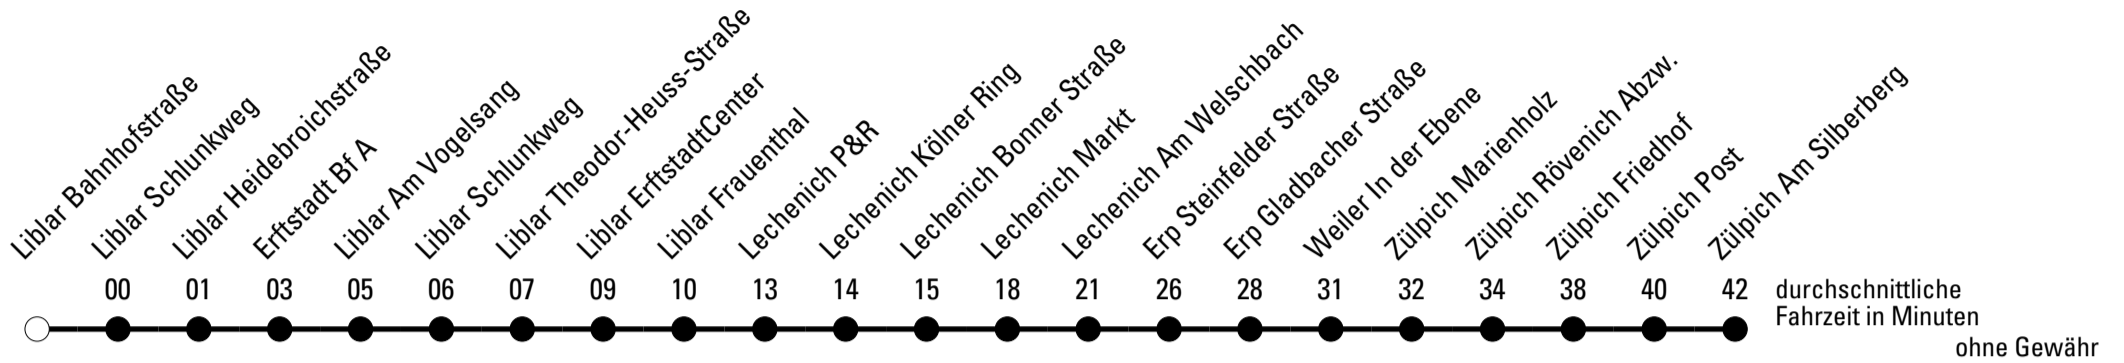 Liblar Bahnhofstraße
Liblar Schlunkweg
Liblar Heidebroichstraße
Erftstadt Bf A
Liblar Am Vogelsang
Liblar Schlunkweg
Liblar Theodor-Heuss-Straße
Liblar ErftstadtCenter
Liblar Frauenthal
Lechenich P&R
Lechenich Kölner Ring
Lechenich Bonner Straße
Lechenich Markt
Lechenich Am Welschbach
Erp Steinfelder Straße
Erp Gladbacher Straße
Weiler In der Ebene
Zülpich Marienholz
Zülpich Rövenich Abzw.
Zülpich Friedhof
Zülpich Post
Zülpich Am Silberberg
00 01 03 05 06 07 09 10 13 14 15 18 21 26 28 31 32 34 38 40 42 durchschnittliche
Fahrzeit in Minuten
ohne Gewähr